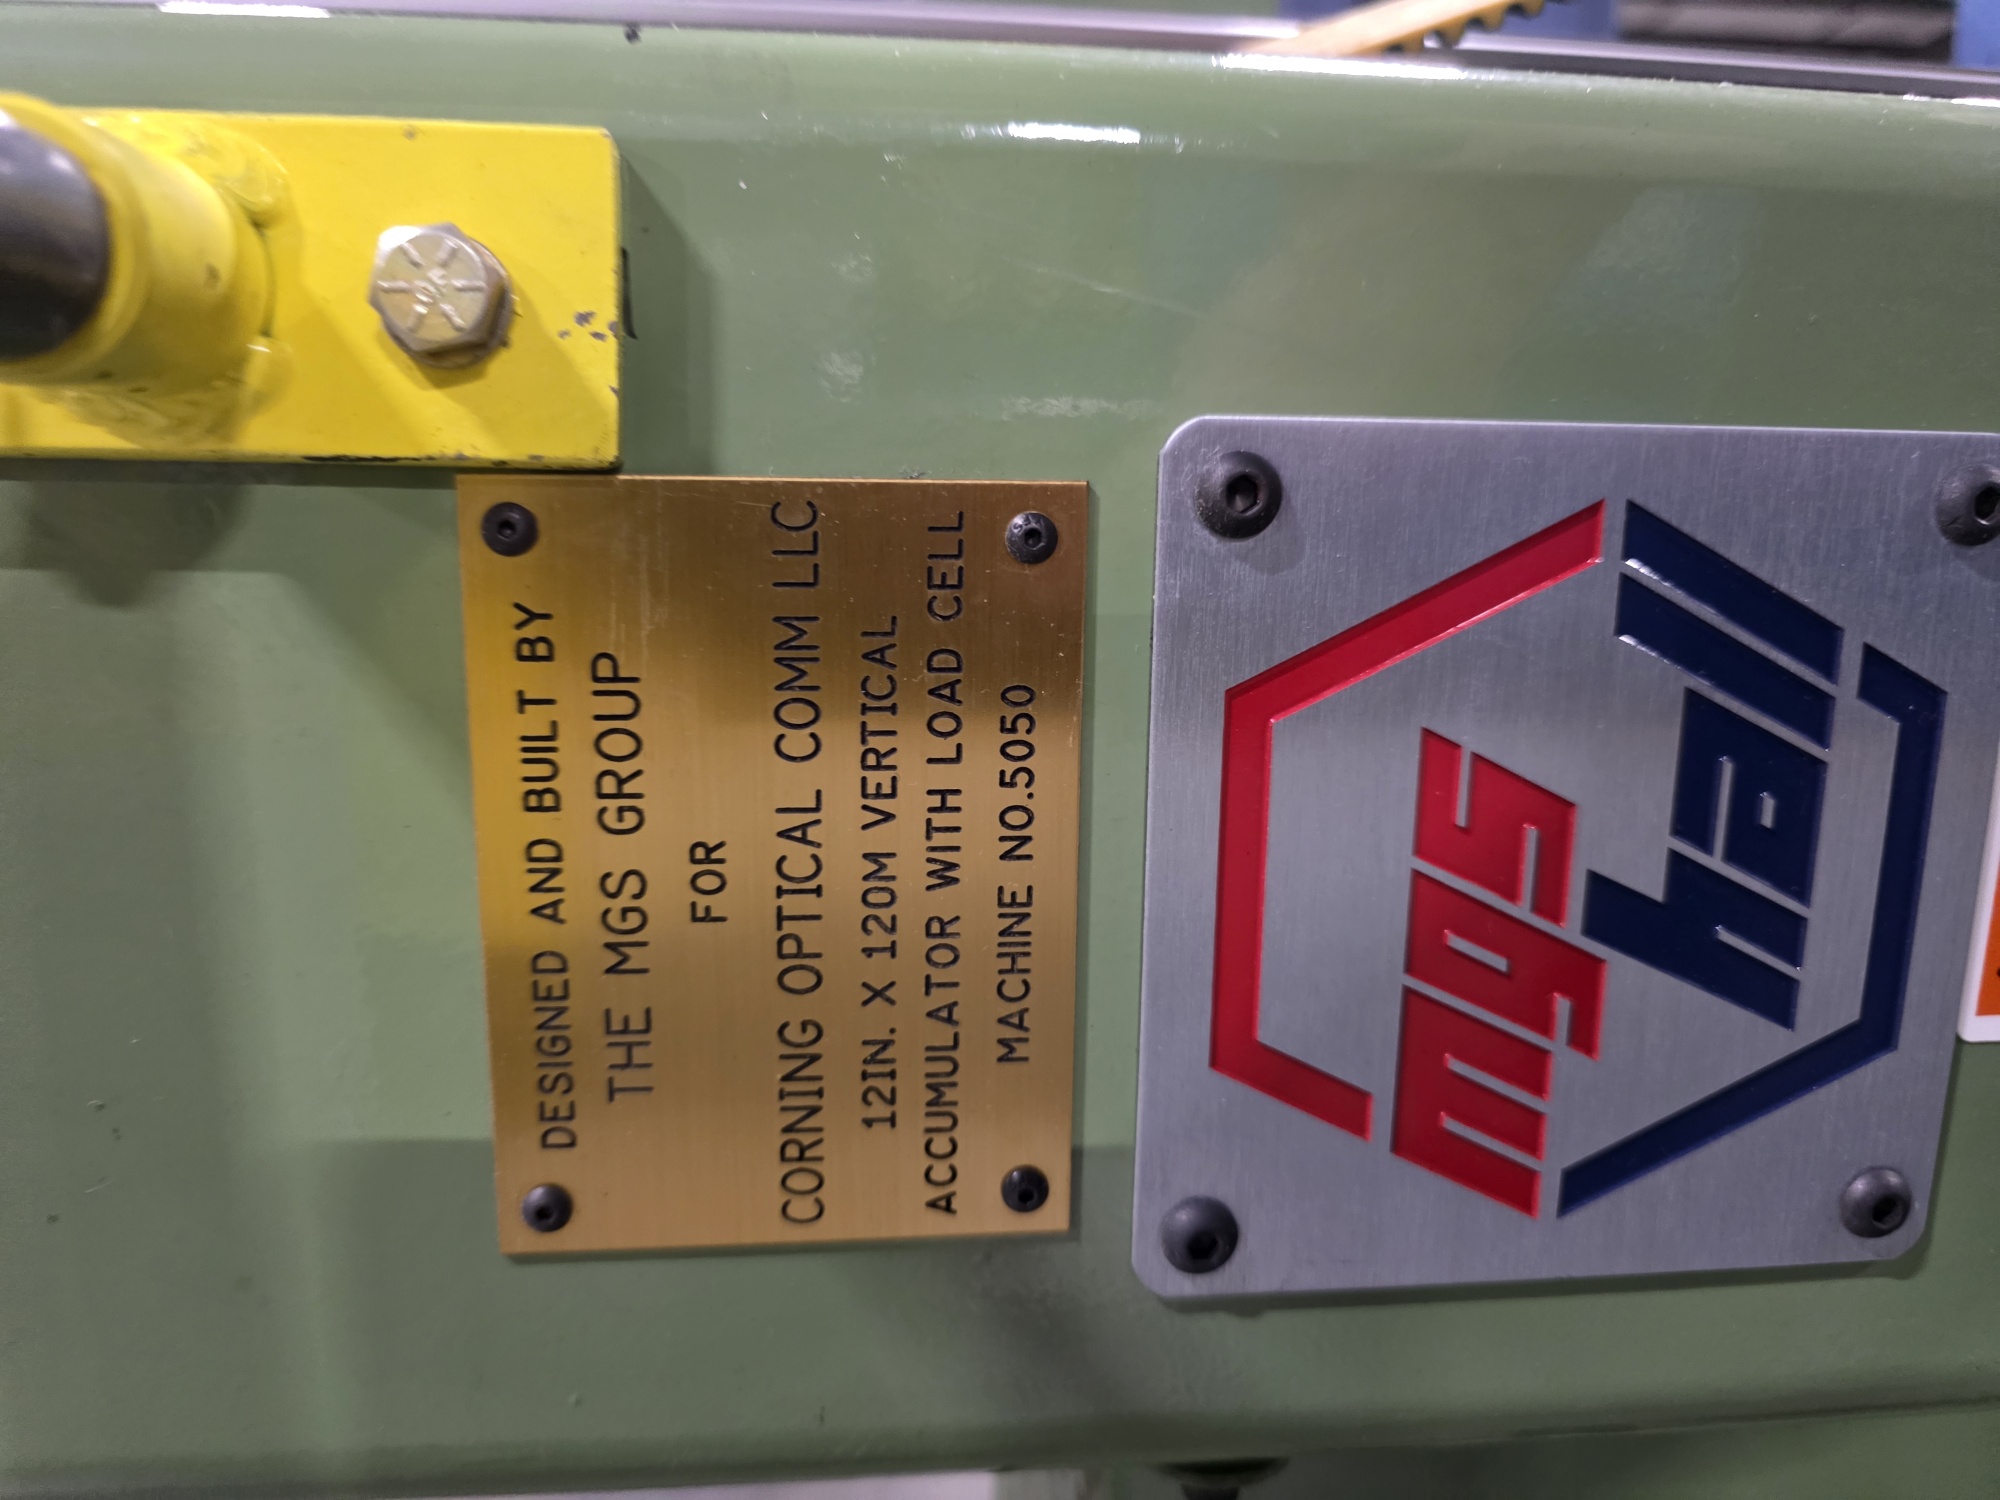 DESIGNED AND BUILT BY
THE MGS GROUP
FOR
CORNING OPTICAL COMM LLC
12IN. X 120M VERTICAL
ACCUMULATOR WITH LOAD CELL
MACHINE NO.5050
mgs
hall